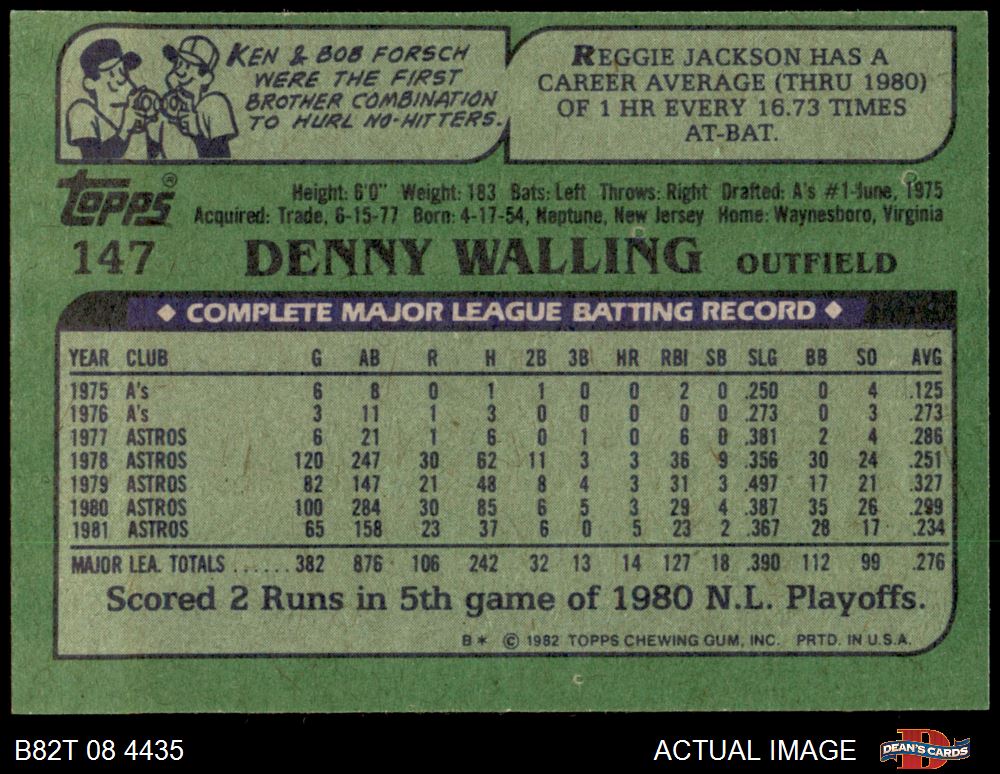 KEN & BOB FORSCH
WERE THE FIRST
BROTHER COMBINATION
TO HURL NO-HITTERS.
REGGIE JACKSON HAS A
CAREER AVERAGE (THRU 1980)
OF 1 HR EVERY 16.73 TIMES
AT-BAT.
Topps®
Height: 6'0" Weight: 183 Bats: Left Throws: Right Drafted: A's #1-June, 1975
Acquired: Trade, 6-15-77 Born: 4-17-54, Neptune, New Jersey Home: Waynesboro, Virginia
147 DENNY WALLING OUTFIELD
◆ COMPLETE MAJOR LEAGUE BATTING RECORD ◆
YEAR CLUB G AB R H 2B 3B HR RBI SB SLG BB SO AVG
1975 A's 6 8 0 1 1 0 0 2 0 .250 0 4 .125
1976 A's 3 11 1 3 0 0 0 0 0 .273 0 3 .273
1977 ASTROS 6 21 1 6 0 1 0 6 0 .381 2 4 .286
1978 ASTROS 120 247 30 62 11 3 3 36 9 .356 30 24 .251
1979 ASTROS 82 147 21 48 8 4 3 31 3 .497 17 21 .327
1980 ASTROS 100 284 30 85 6 5 3 29 4 .387 35 26 .299
1981 ASTROS 65 158 23 37 6 0 5 23 2 .367 28 17 .234
MAJOR LEA. TOTALS ...... 382 876 106 242 32 13 14 127 18 .390 112 99 .276
Scored 2 Runs in 5th game of 1980 N.L. Playoffs.
B* © 1982 TOPPS CHEWING GUM, INC. PRTD. IN U.S.A.
B82T 08 4435
ACTUAL IMAGE
DEAN'S CARDS